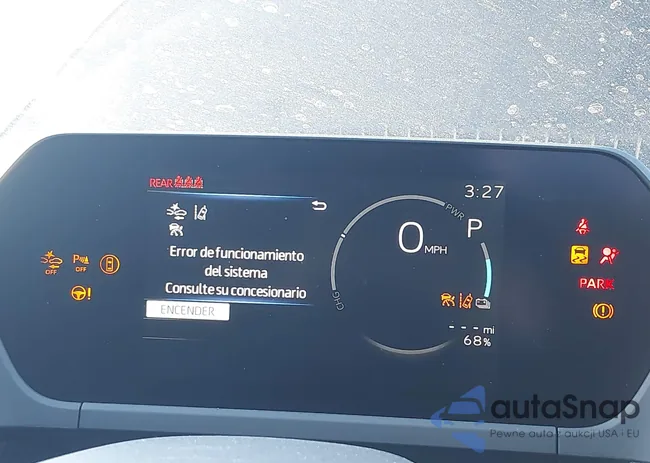 REAR
3:27
PWR
P
0 MPH
Error de funcionamiento
del sistema
Consulte su concesionario
ENCENDER
CHG
OFF
P
OFF
!
PARK
- - - mi
68%
autaSnap
Pewne auta z aukcji USA i EU